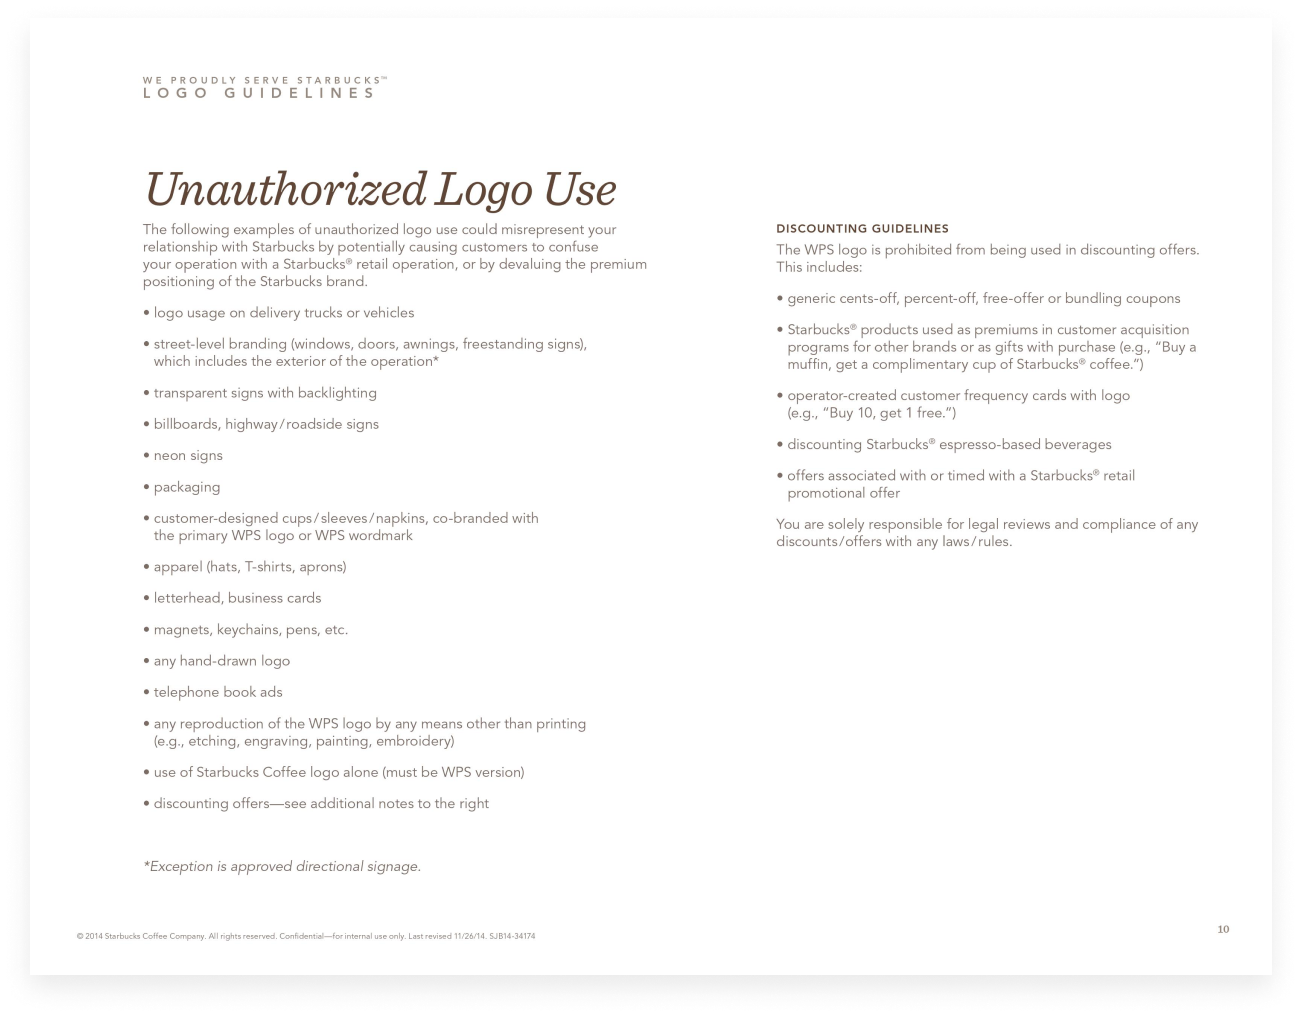 WE PROUDLY SERVE STARBUCKS™
LOGO GUIDELINES
Unauthorized Logo Use
The following examples of unauthorized logo use could misrepresent your
relationship with Starbucks by potentially causing customers to confuse
your operation with a Starbucks® retail operation, or by devaluing the premium
positioning of the Starbucks brand.
• logo usage on delivery trucks or vehicles
• street-level branding (windows, doors, awnings, freestanding signs),
which includes the exterior of the operation*
• transparent signs with backlighting
• billboards, highway/roadside signs
• neon signs
• packaging
• customer-designed cups/sleeves/napkins, co-branded with
the primary WPS logo or WPS wordmark
• apparel (hats, T-shirts, aprons)
• letterhead, business cards
• magnets, keychains, pens, etc.
• any hand-drawn logo
• telephone book ads
• any reproduction of the WPS logo by any means other than printing
(e.g., etching, engraving, painting, embroidery)
• use of Starbucks Coffee logo alone (must be WPS version)
• discounting offers—see additional notes to the right
*Exception is approved directional signage.
DISCOUNTING GUIDELINES
The WPS logo is prohibited from being used in discounting offers.
This includes:
• generic cents-off, percent-off, free-offer or bundling coupons
• Starbucks® products used as premiums in customer acquisition
programs for other brands or as gifts with purchase (e.g., “Buy a
muffin, get a complimentary cup of Starbucks® coffee.”)
• operator-created customer frequency cards with logo
(e.g., “Buy 10, get 1 free.”)
• discounting Starbucks® espresso-based beverages
• offers associated with or timed with a Starbucks® retail
promotional offer
You are solely responsible for legal reviews and compliance of any
discounts/offers with any laws/rules.
© 2014 Starbucks Coffee Company. All rights reserved. Confidential—for internal use only. Last revised 11/26/14. SJB14-34174
10